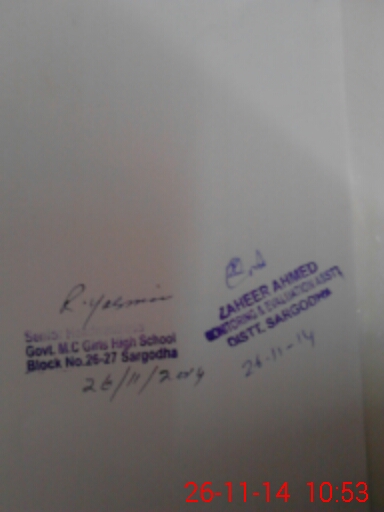 R. Yasmin
Govt. M.C Girls High School
Block No.26-27 Sargodha
26/11/2014
ZAHEER AHMED
MONITORING & EVALUATION ASSTT
DISTT. SARGODHA
26-11-14
26-11-14 10:53